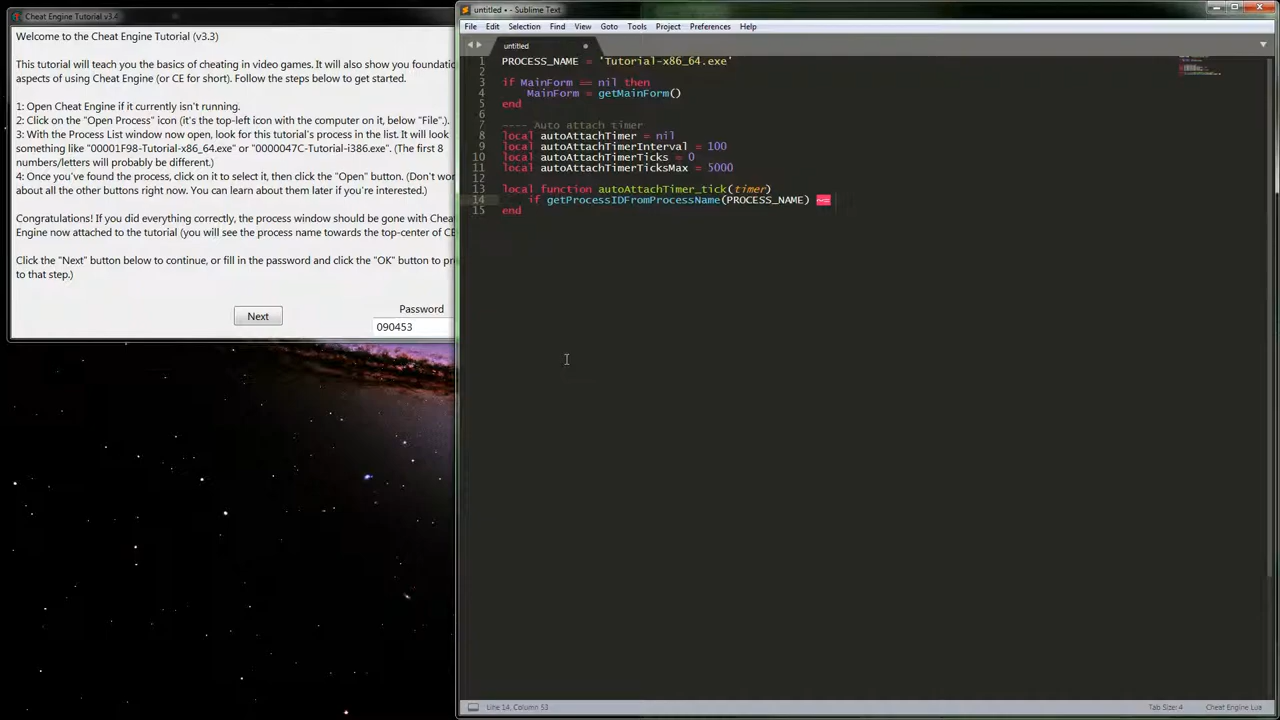 Cheat Engine Tutorial v3.4
Welcome to the Cheat Engine Tutorial (v3.3)
This tutorial will teach you the basics of cheating in video games. It will also show you foundatio
aspects of using Cheat Engine (or CE for short). Follow the steps below to get started.
1: Open Cheat Engine if it currently isn't running.
2: Click on the "Open Process" icon (it's the top-left icon with the computer on it, below "File".).
3: With the Process List window now open, look for this tutorial's process in the list. It will look
something like "00001F98-Tutorial-x86_64.exe" or "0000047C-Tutorial-i386.exe". (The first 8
numbers/letters will probably be different.)
4: Once you've found the process, click on it to select it, then click the "Open" button. (Don't wor
about all the other buttons right now. You can learn about them later if you're interested.)
Congratulations! If you did everything correctly, the process window should be gone with Cheat
Engine now attached to the tutorial (you will see the process name towards the top-center of CE
Click the "Next" button below to continue, or fill in the password and click the "OK" button to pr
to that step.)
Next
Password
090453
untitled • - Sublime Text
File Edit Selection Find View Goto Tools Project Preferences Help
untitled
1 PROCESS_NAME = 'Tutorial-x86_64.exe'
2
3 if MainForm == nil then
4 MainForm = getMainForm()
5 end
6
7 ---- Auto attach timer
8 local autoAttachTimer = nil
9 local autoAttachTimerInterval = 100
10 local autoAttachTimerTicks = 0
11 local autoAttachTimerTicksMax = 5000
12
13 local function autoAttachTimer_tick(timer)
14 if getProcessIDFromProcessName(PROCESS_NAME) ~=
15 end
Line 14, Column 53
Tab Size: 4
Cheat Engine Lua